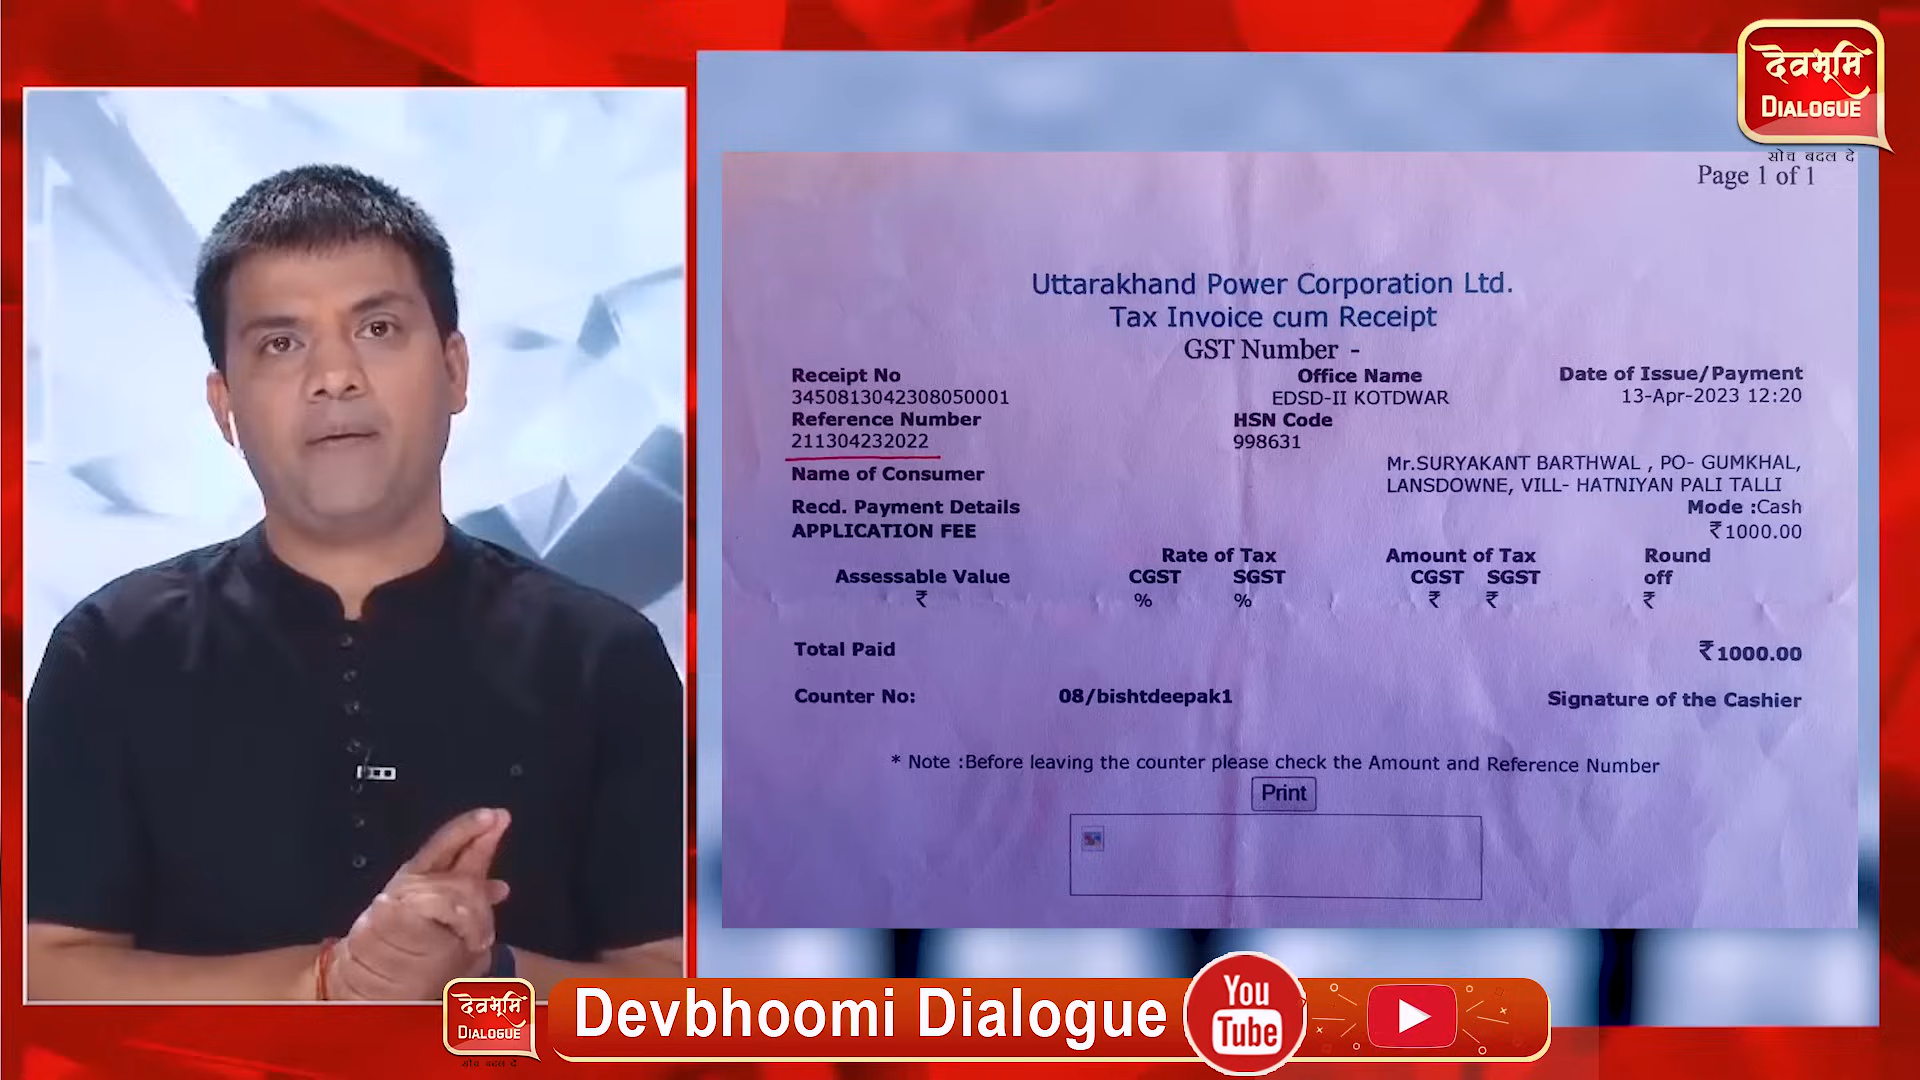 देवभूमि
DIALOGUE
सोच बदल दे
Page 1 of 1
Uttarakhand Power Corporation Ltd.
Tax Invoice cum Receipt
GST Number -
Receipt No Office Name Date of Issue/Payment
3450813042308050001 EDSD-II KOTDWAR 13-Apr-2023 12:20
Reference Number HSN Code
211304232022 998631
Name of Consumer Mr.SURYAKANT BARTHWAL , PO- GUMKHAL,
LANSDOWNE, VILL- HATNIYAN PALI TALLI
Recd. Payment Details Mode :Cash
APPLICATION FEE ₹1000.00
Rate of Tax Amount of Tax Round
Assessable Value CGST SGST CGST SGST off
₹ % % ₹ ₹ ₹
Total Paid ₹1000.00
Counter No: 08/bishtdeepak1 Signature of the Cashier
* Note :Before leaving the counter please check the Amount and Reference Number
Print
देवभूमि
DIALOGUE
सोच बदल दे
Devbhoomi Dialogue
You
Tube